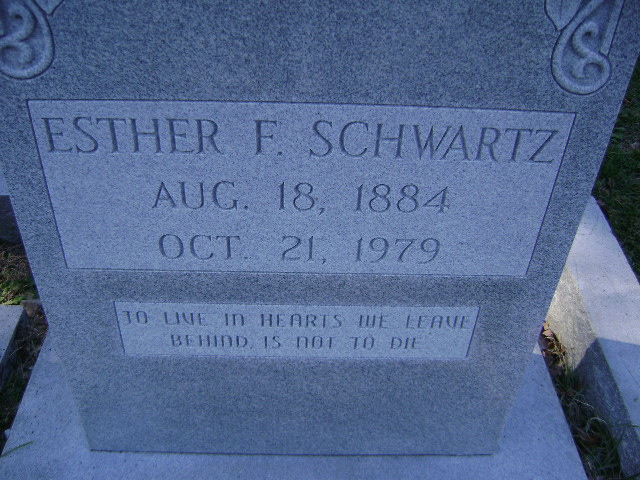 ESTHER F. SCHWARTZ
AUG. 18, 1884
OCT. 21, 1979
TO LIVE IN HEARTS WE LEAVE
BEHIND IS NOT TO DIE